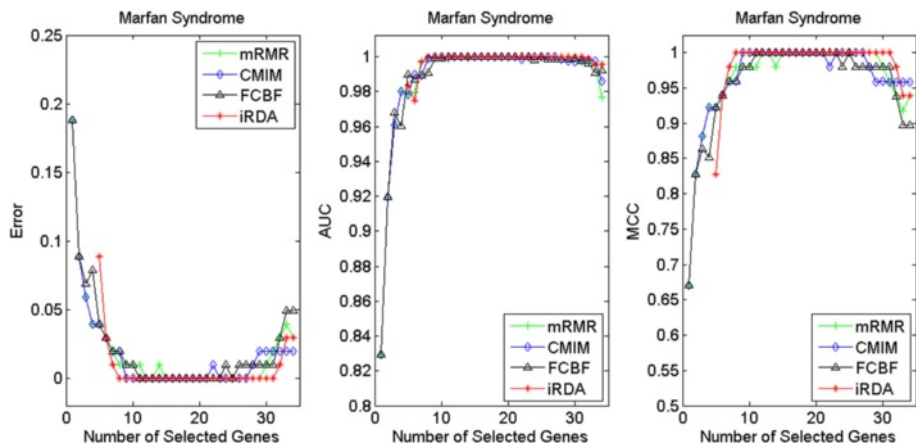 Marfan Syndrome
0.25
0.2
0.15
0.1
0.05
0
Error
0
10
20
30
Number of Selected Genes
mRMR
CMIM
FCBF
iRDA
Marfan Syndrome
1
0.98
0.96
0.94
0.92
0.9
0.88
0.86
0.84
0.82
0.8
AUC
0
10
20
30
Number of Selected Genes
mRMR
CMIM
FCBF
iRDA
Marfan Syndrome
1
0.95
0.9
0.85
0.8
0.75
0.7
0.65
0.6
0.55
0.5
MCC
0
10
20
30
Number of Selected Genes
mRMR
CMIM
FCBF
iRDA